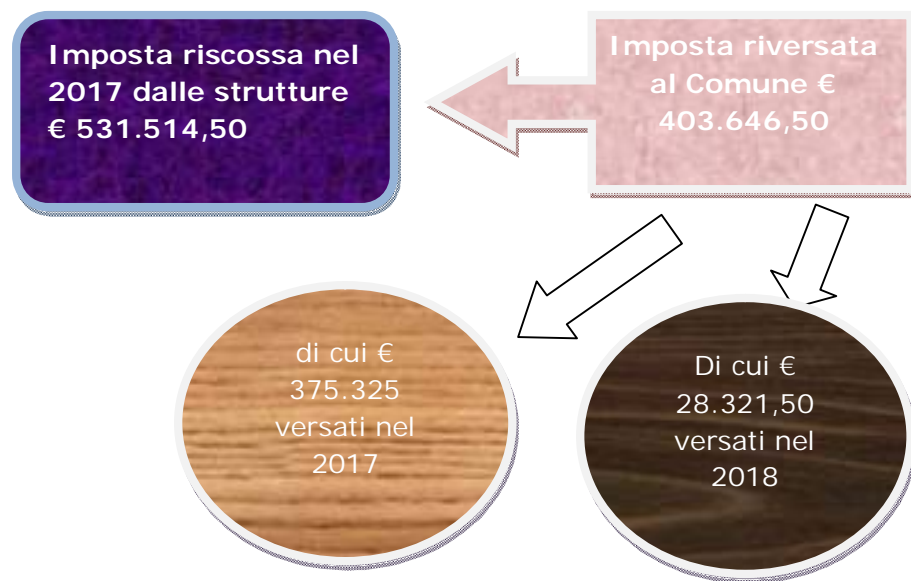 Imposta riscossa nel
2017 dalle strutture
€ 531.514,50
Imposta riversata
al Comune €
403.646,50
di cui €
375.325
versati nel
2017
Di cui €
28.321,50
versati nel
2018